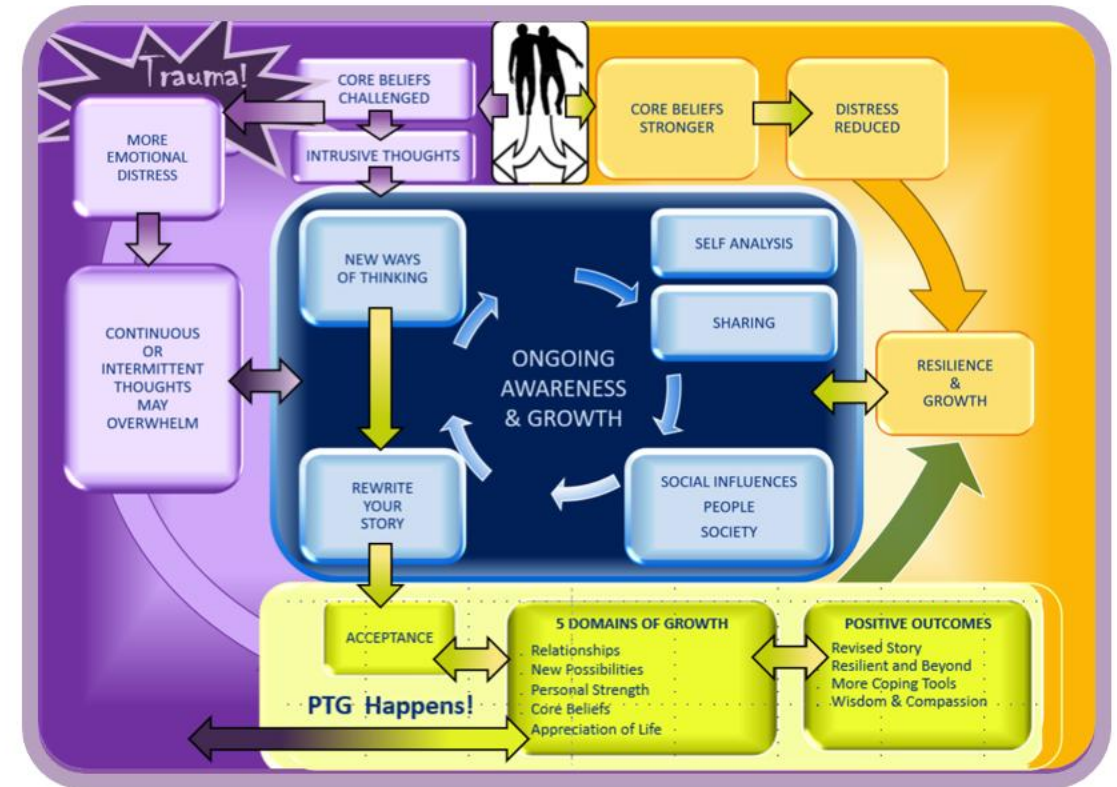 Trauma!
CORE BELIEFS
CHALLENGED
INTRUSIVE THOUGHTS
MORE
EMOTIONAL
DISTRESS
CORE BELIEFS
STRONGER
DISTRESS
REDUCED
CONTINUOUS
OR
INTERMITTENT
THOUGHTS
MAY
OVERWHELM
NEW WAYS
OF THINKING
SELF ANALYSIS
SHARING
ONGOING
AWARENESS
& GROWTH
RESILIENCE
&
GROWTH
REWRITE
YOUR
STORY
SOCIAL INFLUENCES
PEOPLE
SOCIETY
ACCEPTANCE
PTG Happens!
5 DOMAINS OF GROWTH
Relationships
New Possibilities
Personal Strength
Core Beliefs
Appreciation of Life
POSITIVE OUTCOMES
Revised Story
Resilient and Beyond
More Coping Tools
Wisdom & Compassion